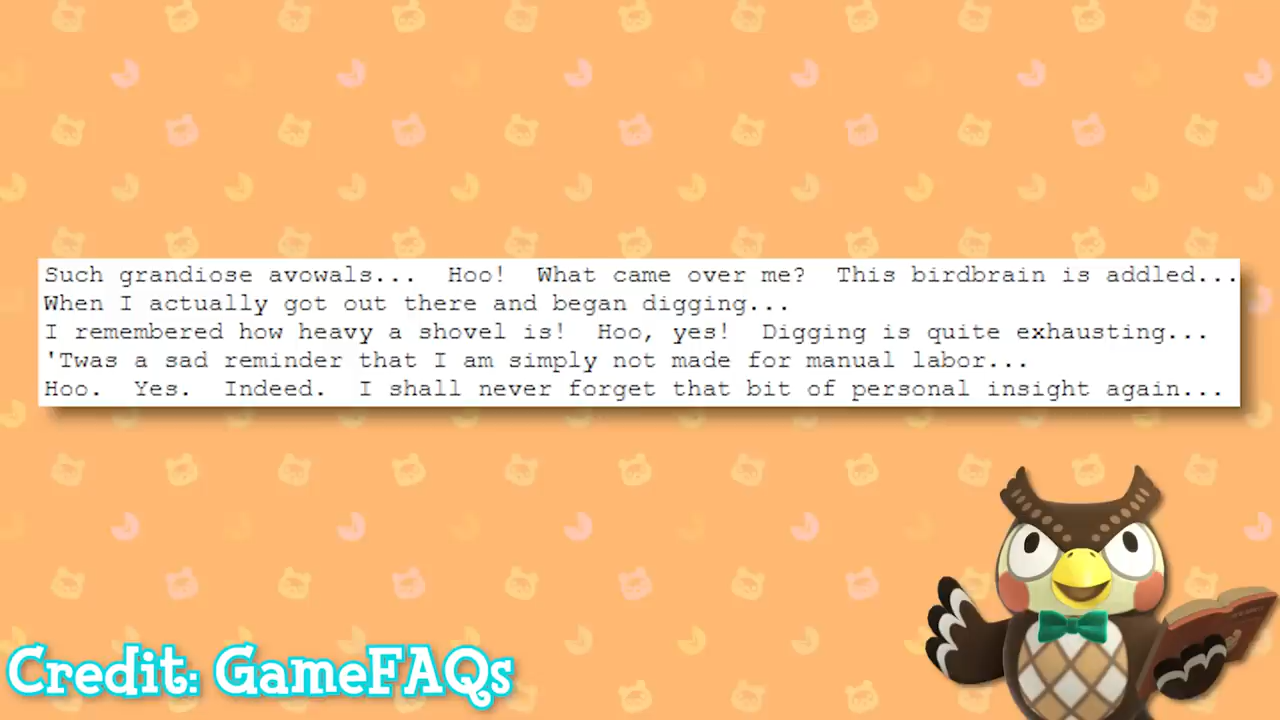 Such grandiose avowals...  Hoo!  What came over me?  This birdbrain is addled...
When I actually got out there and began digging...
I remembered how heavy a shovel is!  Hoo, yes!  Digging is quite exhausting...
'Twas a sad reminder that I am simply not made for manual labor...
Hoo.  Yes.  Indeed.  I shall never forget that bit of personal insight again...
Credit: GameFAQs